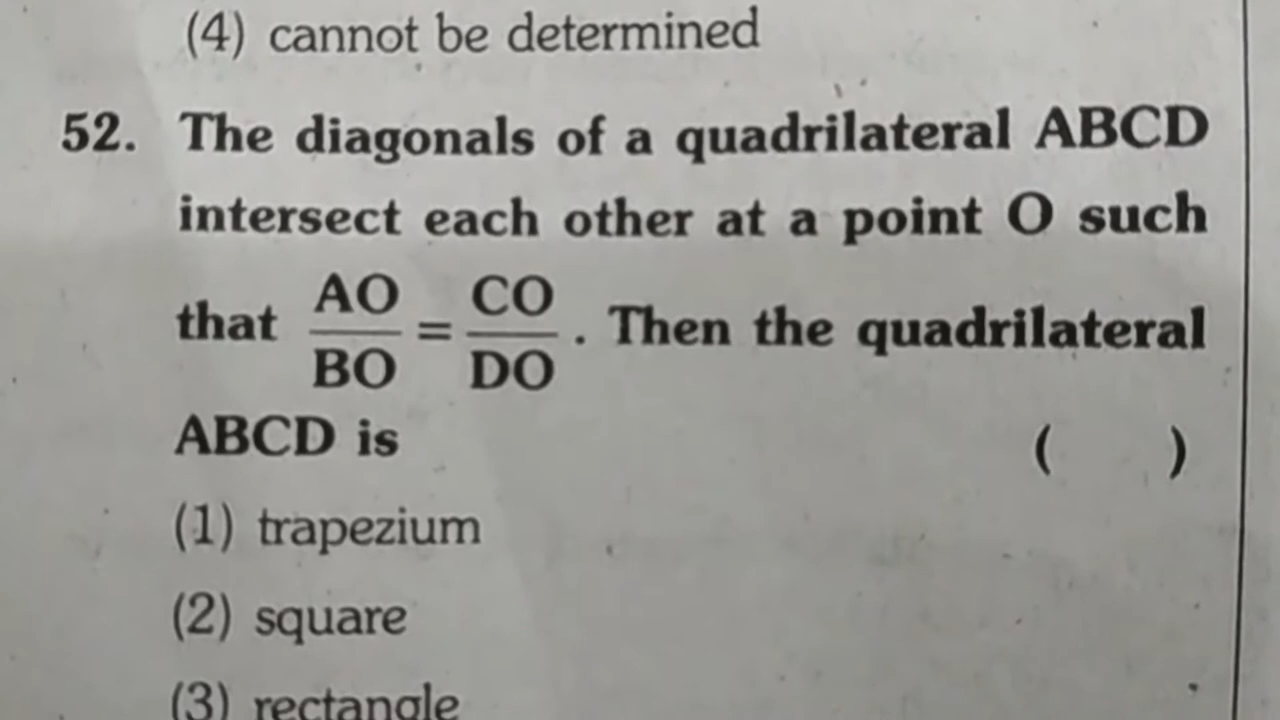 (4) cannot be determined
52. The diagonals of a quadrilateral ABCD
intersect each other at a point O such
that AO/BO = CO/DO. Then the quadrilateral
ABCD is ( )
(1) trapezium
(2) square
(3) rectangle